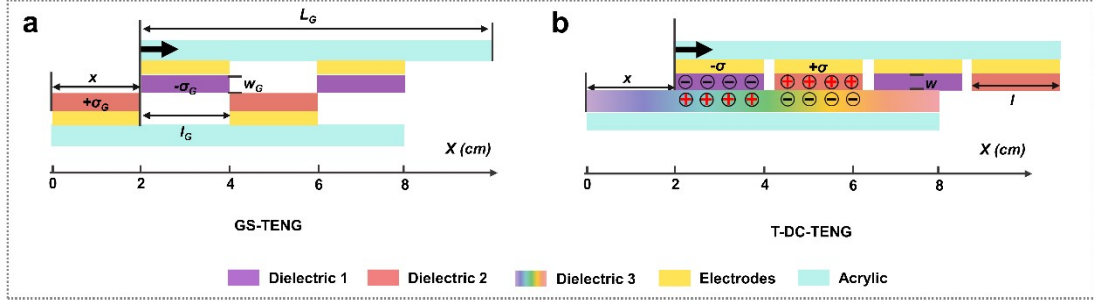 a
L_G
x
-σ_G
w_G
+σ_G
l_G
X (cm)
0 2 4 6 8
GS-TENG
b
x
-σ
+σ
w
l
X (cm)
0 2 4 6 8
T-DC-TENG
Dielectric 1 Dielectric 2 Dielectric 3 Electrodes Acrylic